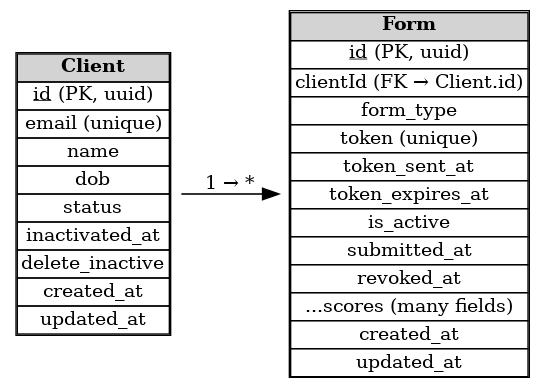 Client
id (PK, uuid)
email (unique)
name
dob
status
inactivated_at
delete_inactive
created_at
updated_at
1 → *
Form
id (PK, uuid)
clientId (FK → Client.id)
form_type
token (unique)
token_sent_at
token_expires_at
is_active
submitted_at
revoked_at
...scores (many fields)
created_at
updated_at